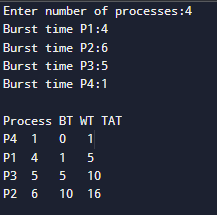 Enter number of processes:4
Burst time P1:4
Burst time P2:6
Burst time P3:5
Burst time P4:1
Process BT WT TAT
P4 1 0 1
P1 4 1 5
P3 5 5 10
P2 6 10 16